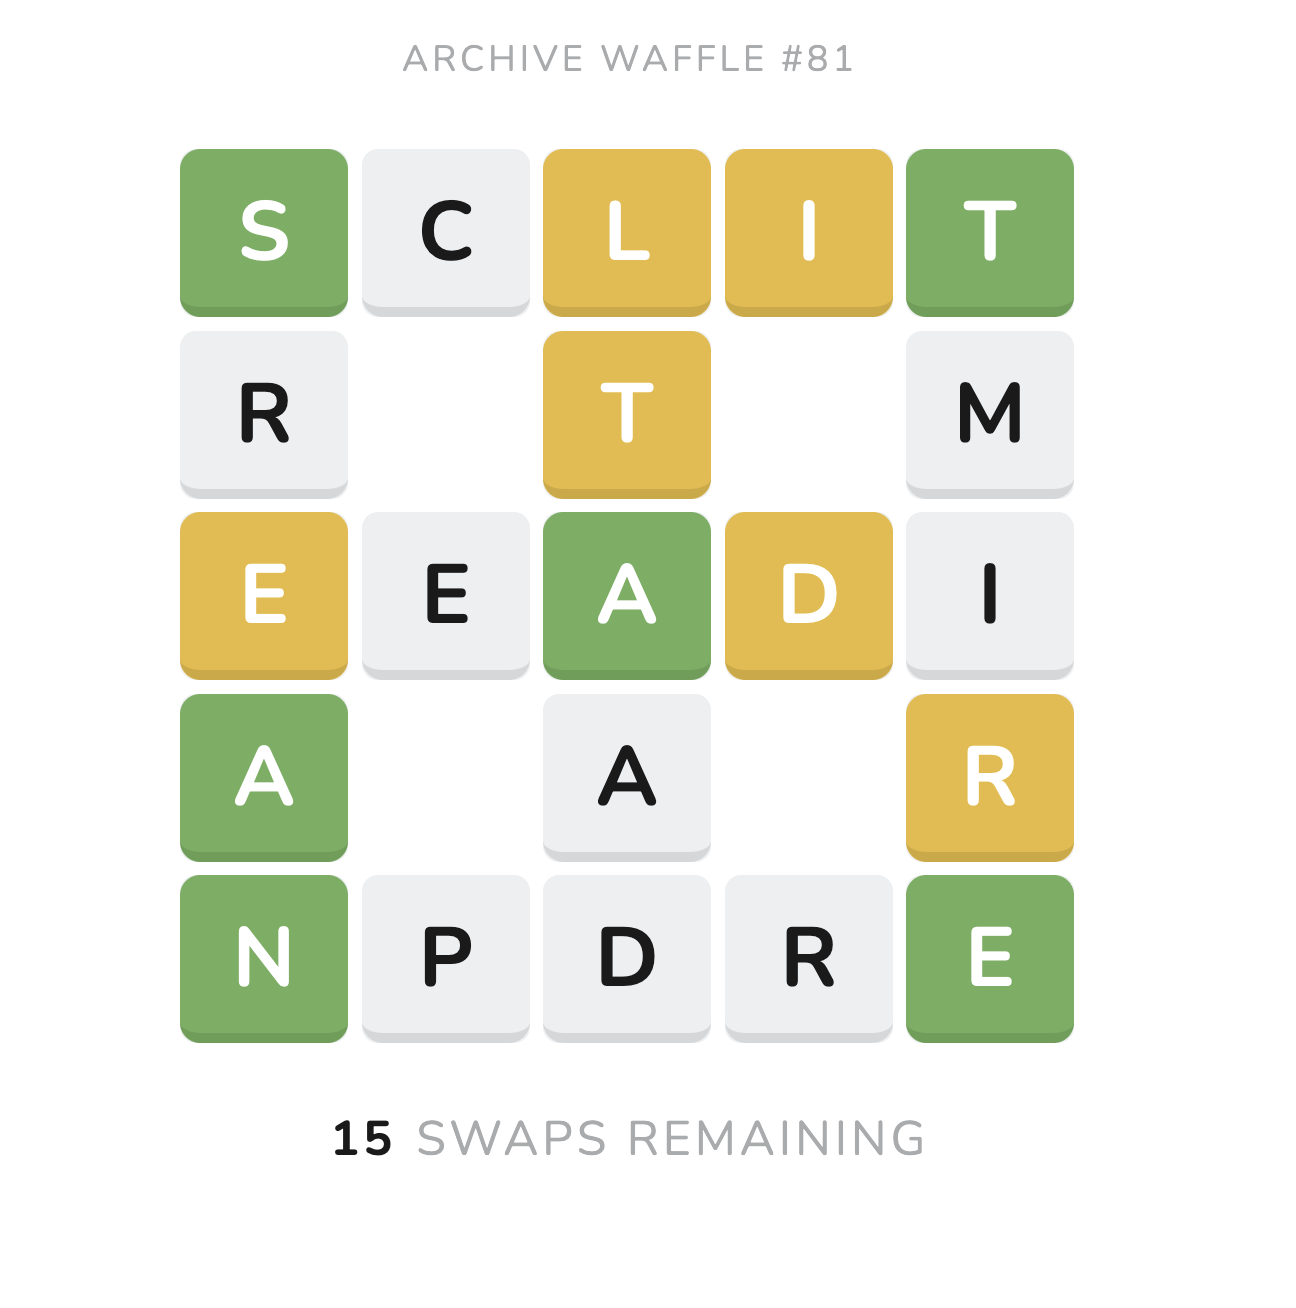 ARCHIVE WAFFLE #81
S C L I T
R T M
E E A D I
A A R
N P D R E
15 SWAPS REMAINING